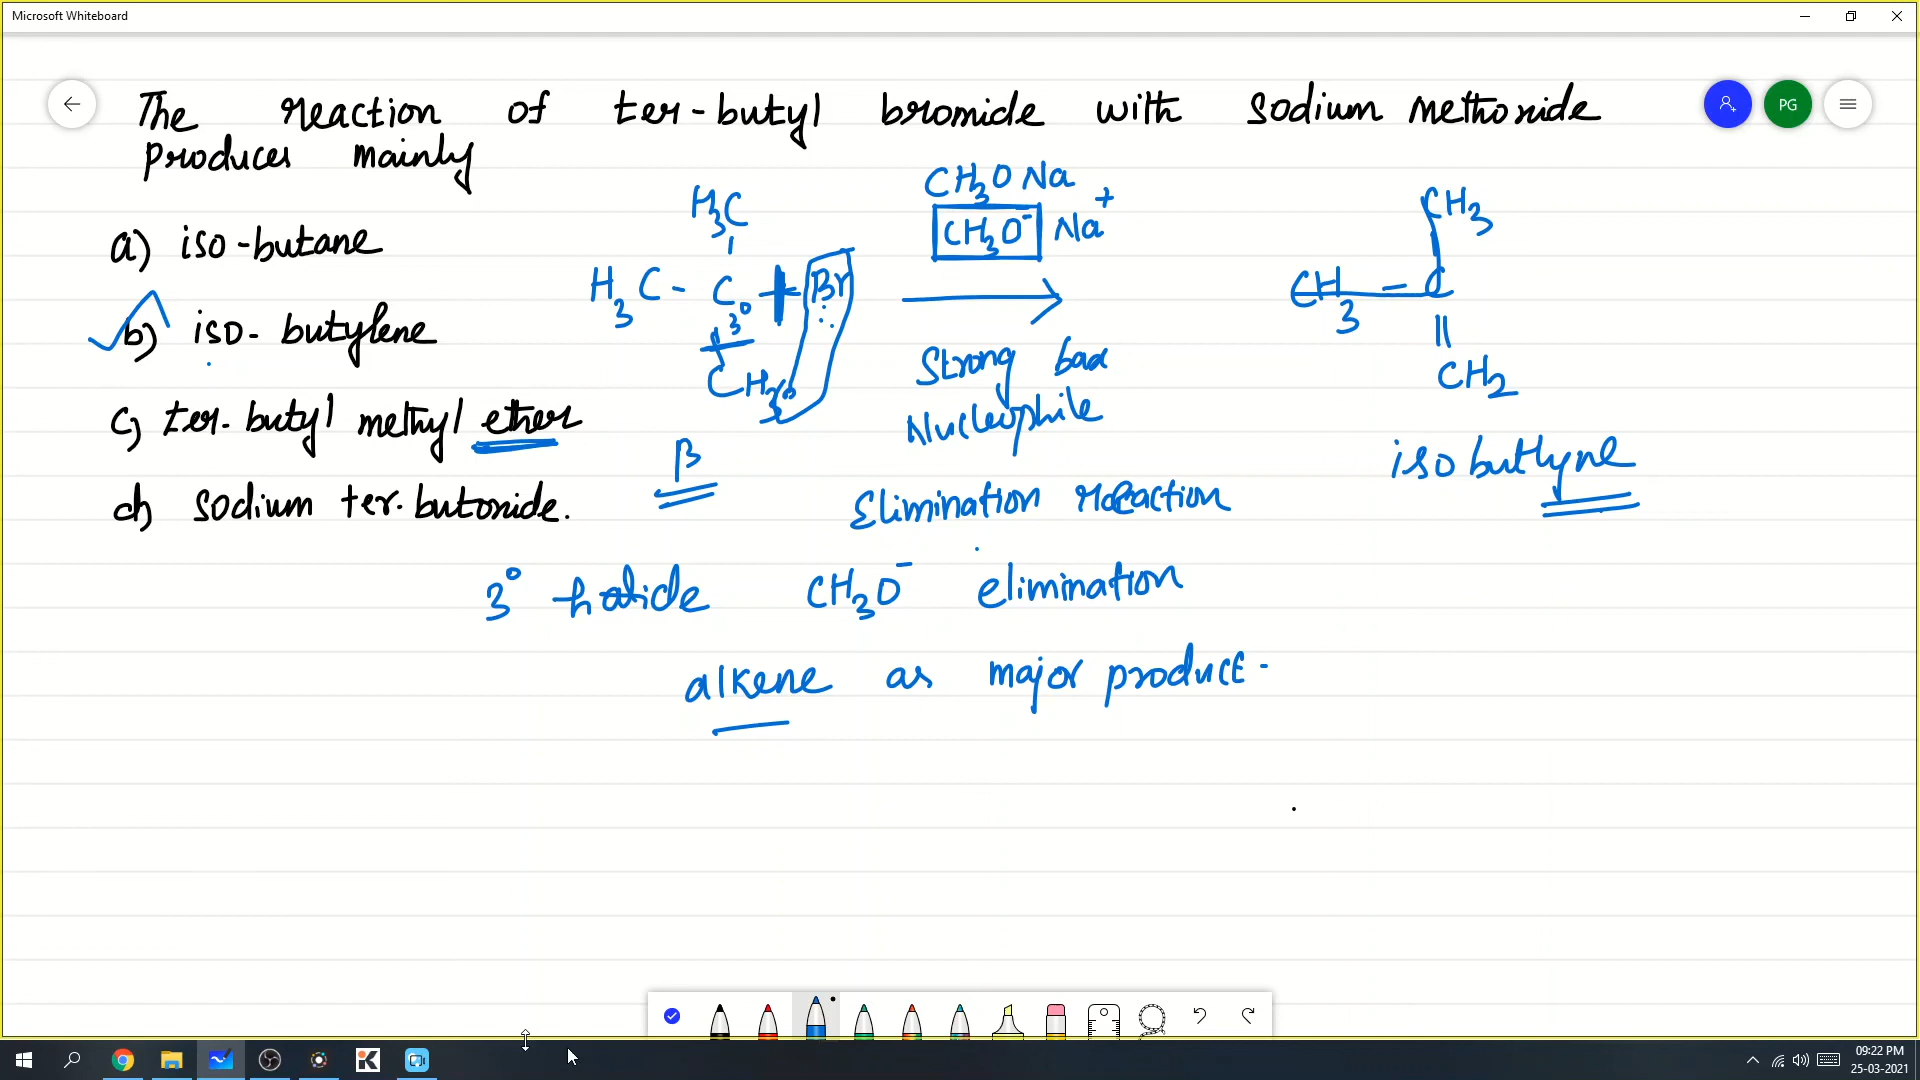 Microsoft Whiteboard
The reaction of ter-butyl bromide with sodium methoxide
produces mainly
PG
a) iso-butane
b) iso-butylene
c) ter-butyl methyl ether
d) sodium ter-butoxide.
H3C
H3C - C - Br
3°
CH3
β
CH3ONa
CH3O⁻ Na⁺
Strong base
Nucleophile
Elimination reaction
CH3
CH3 - C
||
CH2
isobutlyne
3° halide CH3O⁻ elimination
alkene as major product -
09:22 PM
25-03-2021